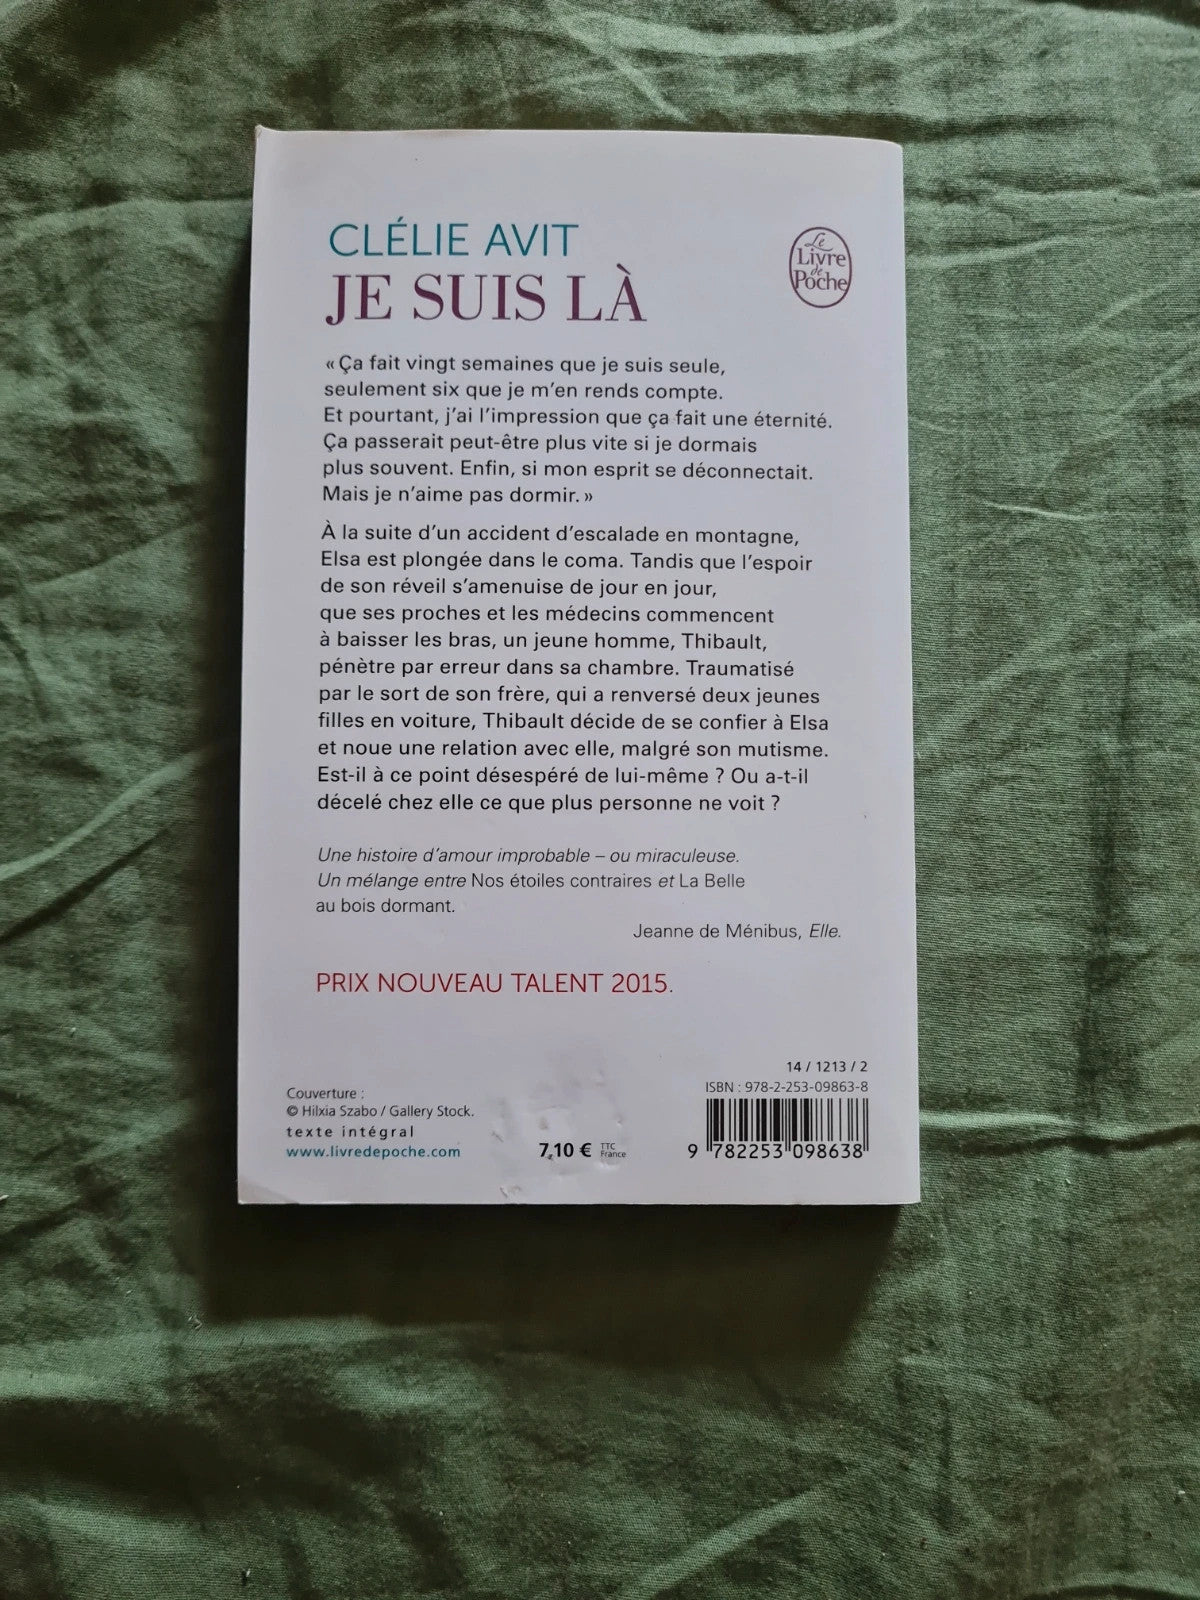 CLÉLIE AVIT
JE SUIS LÀ
Le
Livre
de
Poche
« Ça fait vingt semaines que je suis seule,
seulement six que je m'en rends compte.
Et pourtant, j'ai l'impression que ça fait une éternité.
Ça passerait peut-être plus vite si je dormais
plus souvent. Enfin, si mon esprit se déconnectait.
Mais je n'aime pas dormir. »
À la suite d'un accident d'escalade en montagne,
Elsa est plongée dans le coma. Tandis que l'espoir
de son réveil s'amenuise de jour en jour,
que ses proches et les médecins commencent
à baisser les bras, un jeune homme, Thibault,
pénètre par erreur dans sa chambre. Traumatisé
par le sort de son frère, qui a renversé deux jeunes
filles en voiture, Thibault décide de se confier à Elsa
et noue une relation avec elle, malgré son mutisme.
Est-il à ce point désespéré de lui-même ? Ou a-t-il
décelé chez elle ce que plus personne ne voit ?
Une histoire d'amour improbable – ou miraculeuse.
Un mélange entre Nos étoiles contraires et La Belle
au bois dormant.
Jeanne de Ménibus, Elle.
PRIX NOUVEAU TALENT 2015.
Couverture :
© Hilxia Szabo / Gallery Stock.
texte intégral
www.livredepoche.com
7,10 € TTC
France
14 / 1213 / 2
ISBN : 978-2-253-09863-8
9 782253 098638